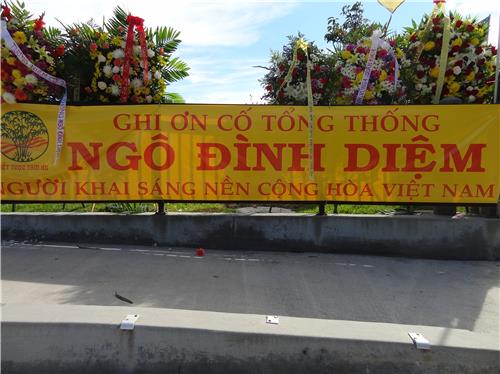 GHI ƠN CỐ TỔNG THỐNG
NGÔ ĐÌNH DIỆM
NGƯỜI KHAI SÁNG NỀN CỘNG HÒA VIỆT NAM